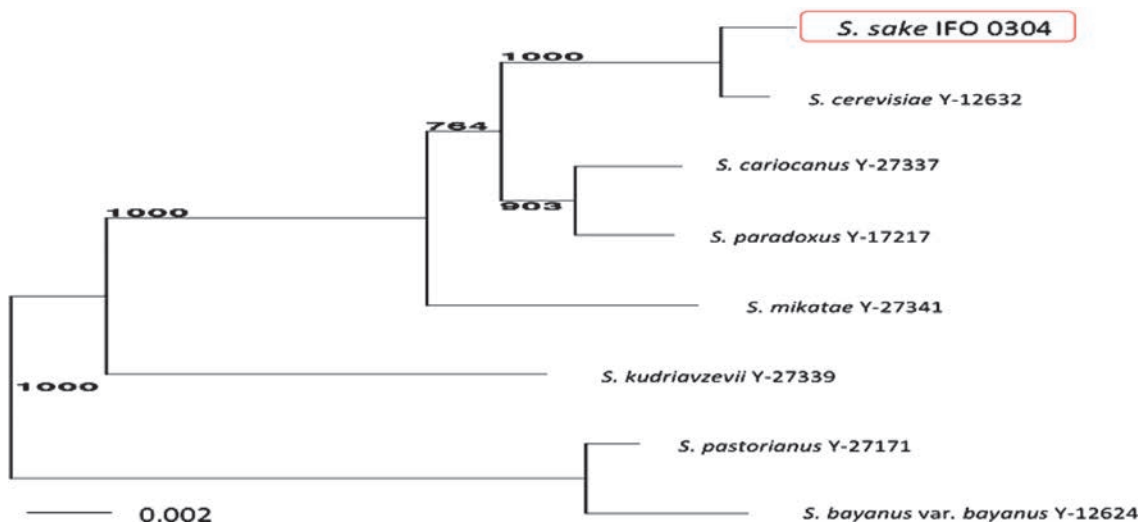 S. sake IFO 0304
1000
S. cerevisiae Y-12632
764
S. cariocanus Y-27337
903
1000
S. paradoxus Y-17217
S. mikatae Y-27341
S. kudriavzevii Y-27339
1000
S. pastorianus Y-27171
0.002
S. bayanus var. bayanus Y-12624